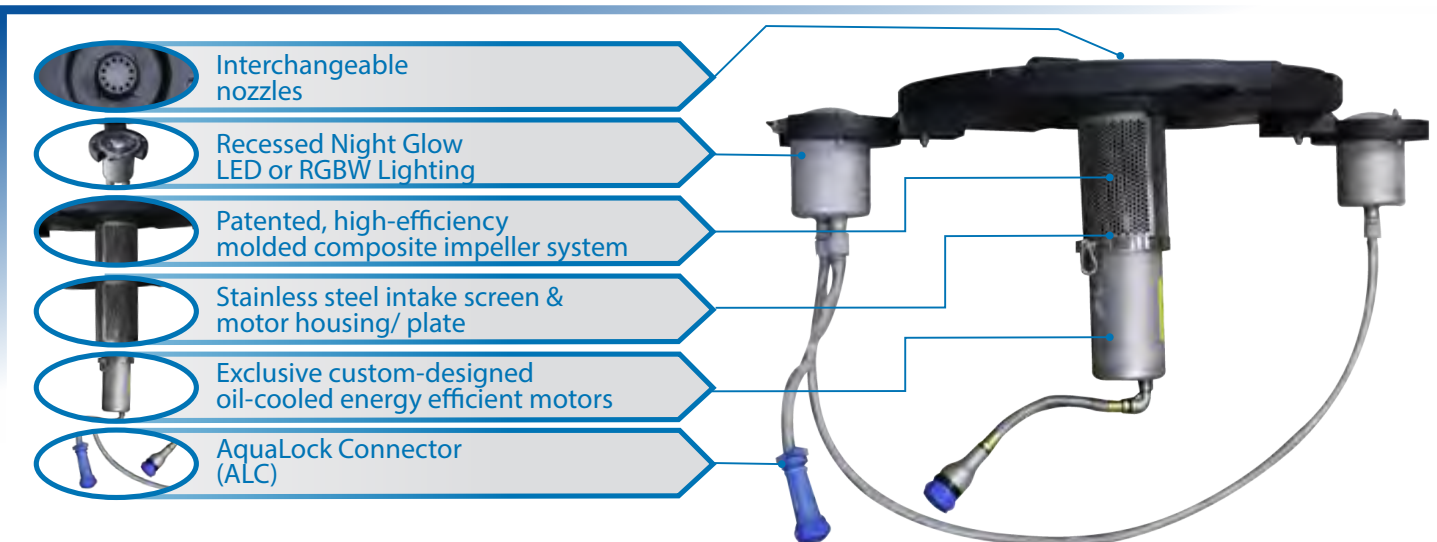 Interchangeable
nozzles
Recessed Night Glow
LED or RGBW Lighting
Patented, high-efficiency
molded composite impeller system
Stainless steel intake screen &
motor housing/ plate
Exclusive custom-designed
oil-cooled energy efficient motors
AquaLock Connector
(ALC)